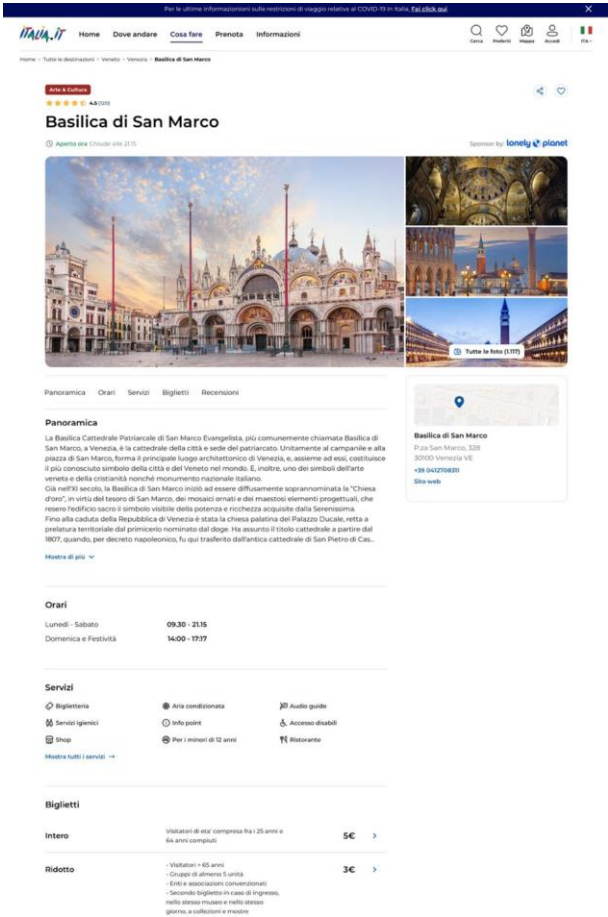 Per le ultime informazionioni sulle restrizioni di viaggio relative al COVID-19 in Italia, Fai click qui.
ITALIA.IT
Home Dove andare Cosa fare Prenota Informazioni
Cerca Preferiti Mappa Accedi ITA
Home - Tutte le destinazioni - Veneto - Venezia - Basilica di San Marco
Arte & Cultura
4.5 (120)
Basilica di San Marco
Aperto ora Chiude alle 21:15
Sponsor by: lonely planet
Tutte le foto (1.117)
Panoramica Orari Servizi Biglietti Recensioni
Panoramica
La Basilica Cattedrale Patriarcale di San Marco Evangelista, più comunemente chiamata Basilica di
San Marco, a Venezia, è la cattedrale della città e sede del patriarcato. Unitamente al campanile e alla
piazza di San Marco, forma il principale luogo architettonico di Venezia, e, assieme ad essi, costituisce
il più conosciuto simbolo della città e del Veneto nel mondo. È, inoltre, uno dei simboli dell'arte
veneta e della cristianità nonché monumento nazionale italiano.
Già nell'XI secolo, la Basilica di San Marco iniziò ad essere diffusamente soprannominata la "Chiesa
d'oro", in virtù del tesoro di San Marco, dei mosaici ornati e dei maestosi elementi progettuali, che
resero l'edificio sacro il simbolo visibile della potenza e ricchezza acquisite dalla Serenissima.
Fino alla caduta della Repubblica di Venezia è stata la chiesa palatina del Palazzo Ducale, retta a
prelatura territoriale dal primicerio nominato dal doge. Ha assunto il titolo cattedrale a partire dal
1807, quando, per decreto napoleonico, fu qui trasferito dall'antica cattedrale di San Pietro di Cas...
Mostra di più
Basilica di San Marco
P.za San Marco, 328
30100 Venezia VE
+39 0412708311
Sito web
Orari
Lunedì - Sabato 09.30 - 21.15
Domenica e Festività 14:00 - 17:17
Servizi
Biglietteria Aria condizionata Audio guide
Servizi igienici Info point Accesso disabili
Shop Per i minori di 12 anni Ristorante
Mostra tutti i servizi
Biglietti
Intero Visitatori di eta' compresa fra i 25 anni e
64 anni compiuti 5€
Ridotto - Visitatori > 65 anni 3€
- Gruppi di almeno 5 unità
- Enti e associazioni convenzionati
- Secondo biglietto in caso di ingresso,
nello stesso museo e nello stesso
giorno, a collezioni e mostre